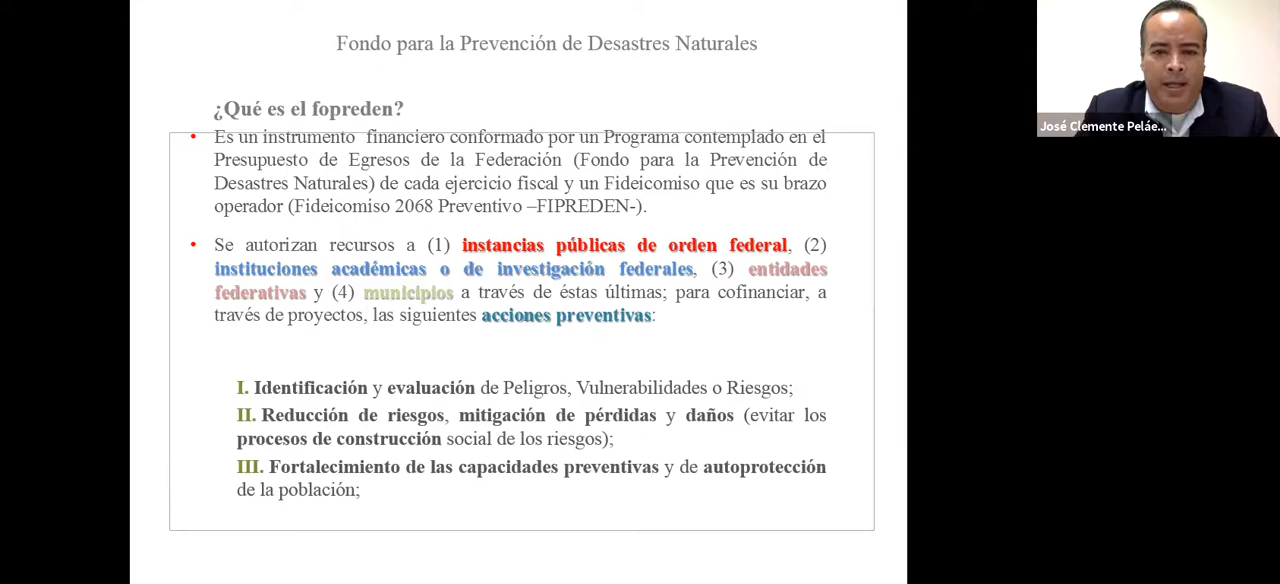 Fondo para la Prevención de Desastres Naturales
¿Qué es el fopreden?
• Es un instrumento financiero conformado por un Programa contemplado en el
Presupuesto de Egresos de la Federación (Fondo para la Prevención de
Desastres Naturales) de cada ejercicio fiscal y un Fideicomiso que es su brazo
operador (Fideicomiso 2068 Preventivo –FIPREDEN-).
• Se autorizan recursos a (1) instancias públicas de orden federal, (2)
instituciones académicas o de investigación federales, (3) entidades
federativas y (4) municipios a través de éstas últimas; para cofinanciar, a
través de proyectos, las siguientes acciones preventivas:
I. Identificación y evaluación de Peligros, Vulnerabilidades o Riesgos;
II. Reducción de riesgos, mitigación de pérdidas y daños (evitar los
procesos de construcción social de los riesgos);
III. Fortalecimiento de las capacidades preventivas y de autoprotección
de la población;
José Clemente Peláe...